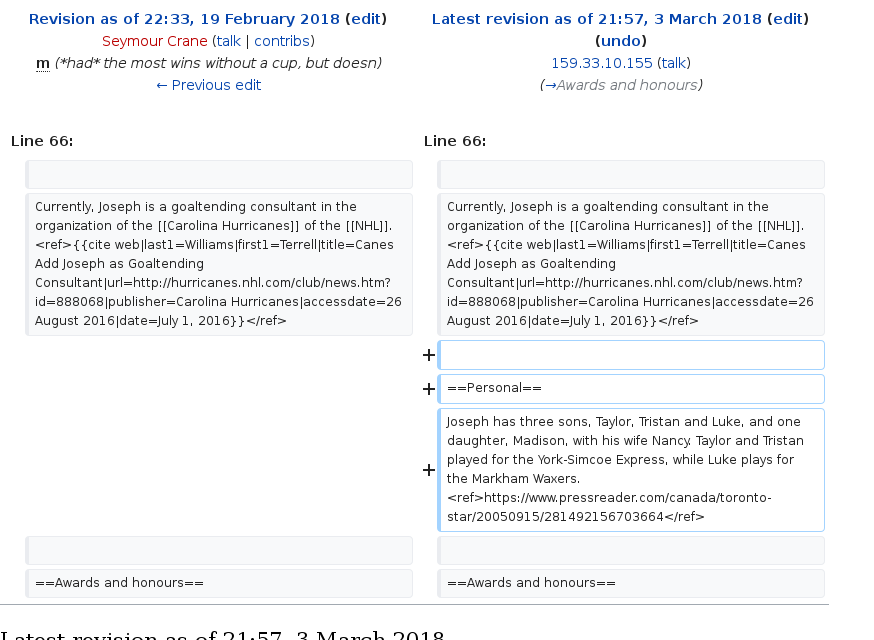 Revision as of 22:33, 19 February 2018 (edit)
Seymour Crane (talk | contribs)
m (*had* the most wins without a cup, but doesn)
← Previous edit
Latest revision as of 21:57, 3 March 2018 (edit)
(undo)
159.33.10.155 (talk)
(→Awards and honours)
Line 66:
Line 66:
Currently, Joseph is a goaltending consultant in the
organization of the [[Carolina Hurricanes]] of the [[NHL]].
<ref>{{cite web|last1=Williams|first1=Terrell|title=Canes
Add Joseph as Goaltending
Consultant|url=http://hurricanes.nhl.com/club/news.htm?
id=888068|publisher=Carolina Hurricanes|accessdate=26
August 2016|date=July 1, 2016}}</ref>
Currently, Joseph is a goaltending consultant in the
organization of the [[Carolina Hurricanes]] of the [[NHL]].
<ref>{{cite web|last1=Williams|first1=Terrell|title=Canes
Add Joseph as Goaltending
Consultant|url=http://hurricanes.nhl.com/club/news.htm?
id=888068|publisher=Carolina Hurricanes|accessdate=26
August 2016|date=July 1, 2016}}</ref>
+
+ ==Personal==
+ Joseph has three sons, Taylor, Tristan and Luke, and one
daughter, Madison, with his wife Nancy. Taylor and Tristan
played for the York-Simcoe Express, while Luke plays for
the Markham Waxers.
<ref>https://www.pressreader.com/canada/toronto-
star/20050915/281492156703664</ref>
==Awards and honours==
==Awards and honours==
Latest revision as of 21:57, 3 March 2018